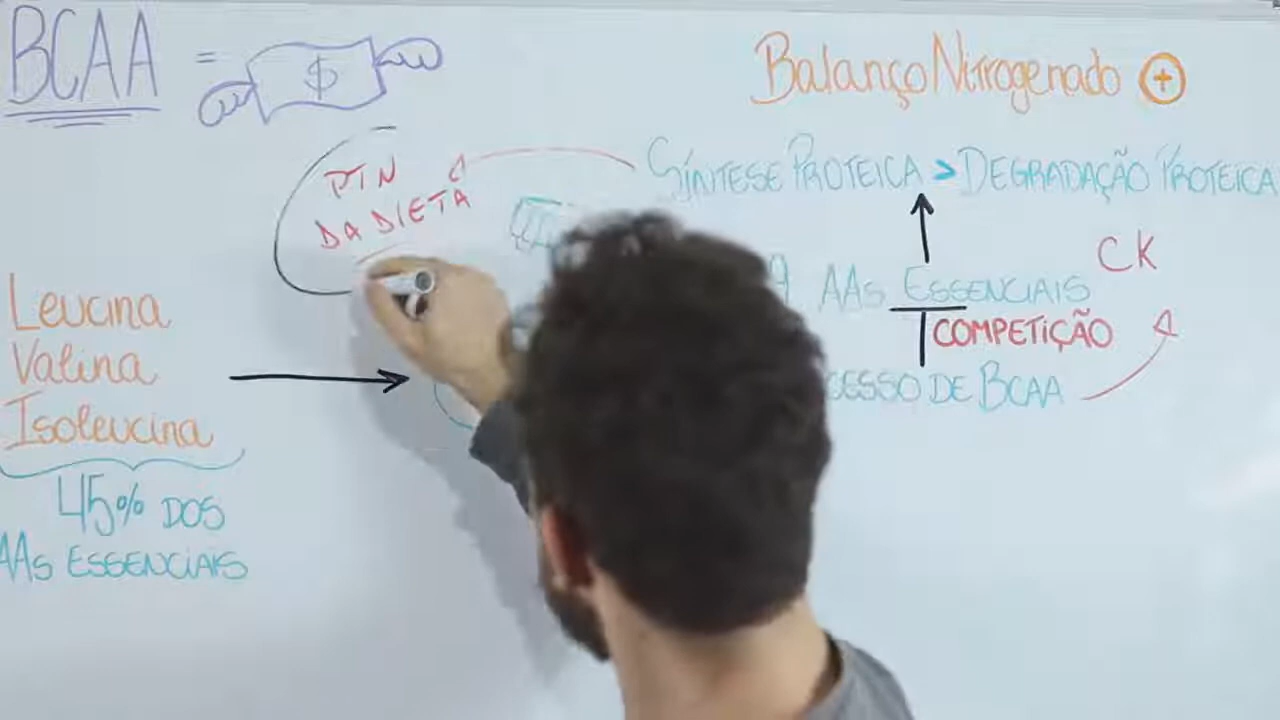 BCAA = $
Balanço Nitrogenado +
PTN
DA DIETA
SÍNTESE PROTEICA > DEGRADAÇÃO PROTEICA
CK
AAs ESSENCIAIS
COMPETIÇÃO
DE BCAA
Leucina
Valina
Isoleucina
45% DOS
AAs ESSENCIAIS